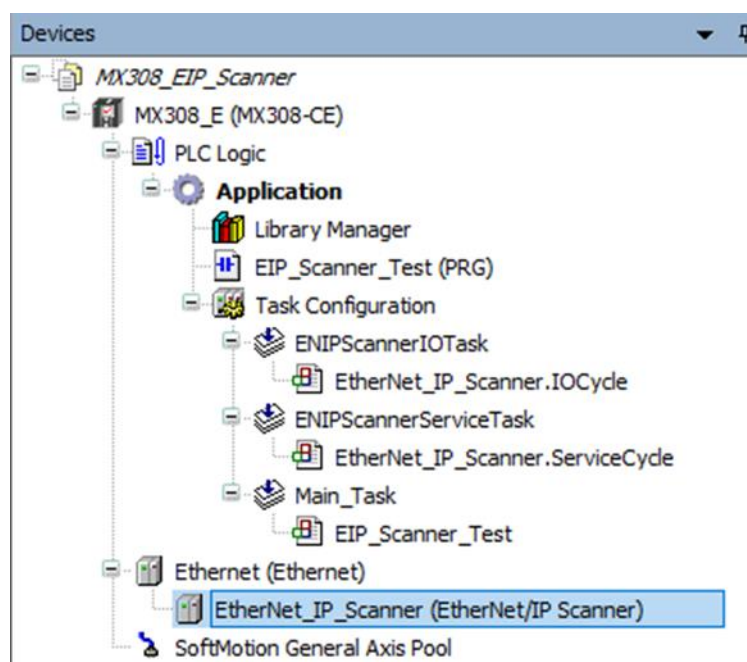 Devices
MX308_EIP_Scanner
MX308_E (MX308-CE)
PLC Logic
Application
Library Manager
EIP_Scanner_Test (PRG)
Task Configuration
ENIPScannerIOTask
EtherNet_IP_Scanner.IOCycle
ENIPScannerServiceTask
EtherNet_IP_Scanner.ServiceCycle
Main_Task
EIP_Scanner_Test
Ethernet (Ethernet)
EtherNet_IP_Scanner (EtherNet/IP Scanner)
SoftMotion General Axis Pool